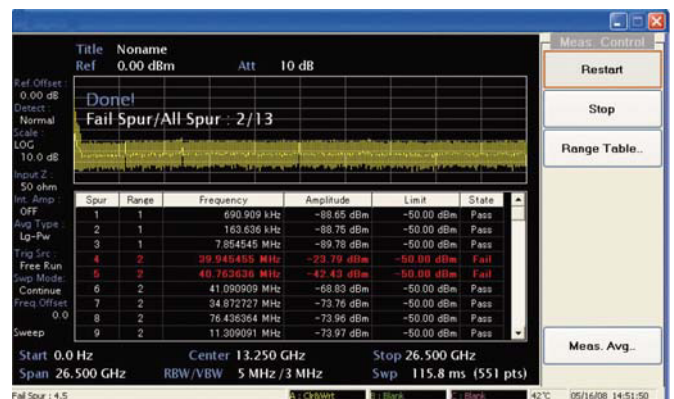 Meas. Control
Title Noname
Ref 0.00 dBm Att 10 dB
Restart
Stop
Range Table..
Meas. Avg..
Ref.Offset :
0.00 dB
Detect :
Normal
Scale :
LOG
10.0 dB
Input Z :
50 ohm
Int. Amp :
OFF
Avg Type :
Lg-Pw
Trig Src :
Free Run
Swp Mode:
Continue
Freq.Offset
0.0
Sweep
Done!
Fail Spur/All Spur : 2/13
Spur Range Frequency Amplitude Limit State
1 1 690.909 kHz -88.65 dBm -50.00 dBm Pass
2 1 163.636 kHz -88.75 dBm -50.00 dBm Pass
3 1 7.854545 MHz -89.78 dBm -50.00 dBm Pass
4 2 39.945455 MHz -23.79 dBm -50.00 dBm Fail
5 2 40.763636 MHz -42.43 dBm -50.00 dBm Fail
6 2 41.090909 MHz -68.83 dBm -50.00 dBm Pass
7 2 34.872727 MHz -73.76 dBm -50.00 dBm Pass
8 2 76.436364 MHz -73.96 dBm -50.00 dBm Pass
9 2 11.309091 MHz -73.97 dBm -50.00 dBm Pass
Start 0.0 Hz Center 13.250 GHz Stop 26.500 GHz
Span 26.500 GHz RBW/VBW 5 MHz/3 MHz Swp 115.8 ms (551 pts)
Fail Spur : 4,5 A : Clr&Wrt B : Blank C : Blank 42°C 05/16/08 14:51:50